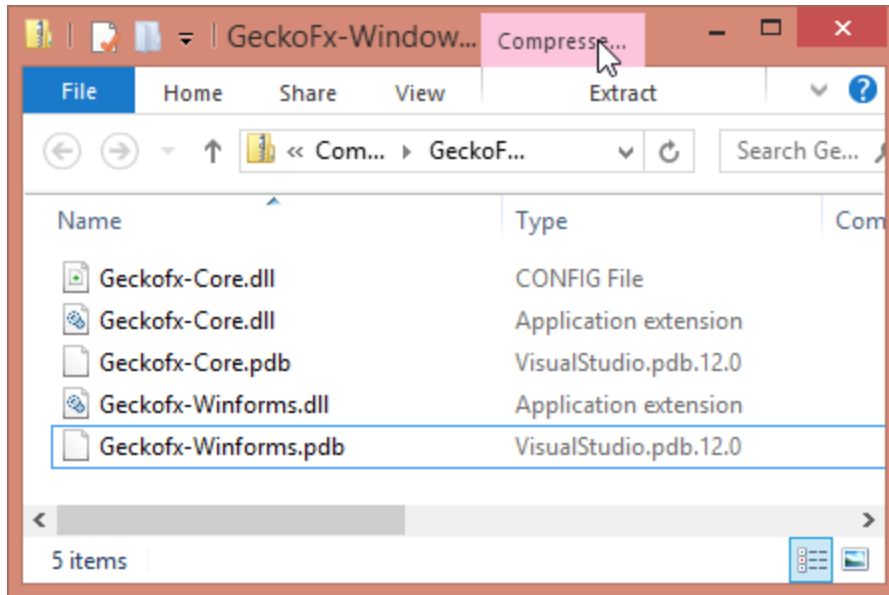 GeckoFx-Window... Compresse...
File Home Share View Extract
« Com... GeckoF... Search Ge...
Name Type Com
Geckofx-Core.dll CONFIG File
Geckofx-Core.dll Application extension
Geckofx-Core.pdb VisualStudio.pdb.12.0
Geckofx-Winforms.dll Application extension
Geckofx-Winforms.pdb VisualStudio.pdb.12.0
5 items